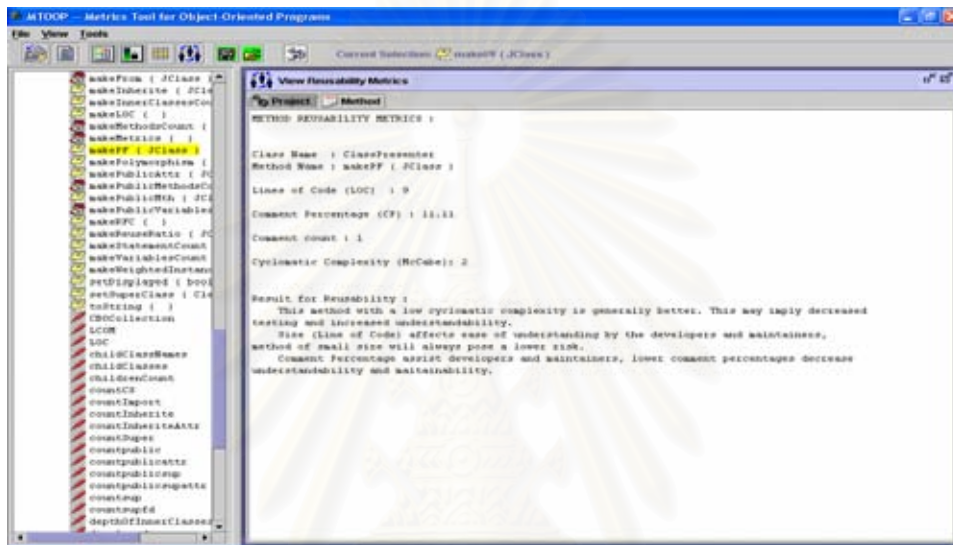 MTOOP -- Metrics Tool for Object-Oriented Programs
File View Tools
Current Selection: makePF ( JClass )
makeFrom ( JClass
makeInherite ( JCla
makeInnerClassesCou
makeLOC ( )
makeMethodsCount (
makeMetrics ( )
makePF ( JClass )
makePolymorphism (
makePublicAttr ( JC
makePublicMethodsCo
makePublicMth ( JCl
makePublicVariables
makeRFC ( )
makeReuseRatio ( JC
makeStatementCount
makeVariablesCount
makeWeightedInstanc
setDisplayed ( bool
setSuperClass ( Cla
toString ( )
CBOCollection
LCOM
LOC
childClassNames
childClasses
childrenCount
countCS
countImport
countInherite
countInheriteAttr
countSuper
countpublic
countpublicattr
countpublicsup
countpublicsupattr
countsup
countsupfd
depthOfInnerClasses
View Reusability Metrics
Project Method
METHOD REUSABILITY METRICS :
Class Name : ClassPresenter
Method Name : makePF ( JClass )
Lines of Code (LOC) : 9
Comment Percentage (CP) : 11.11
Comment count : 1
Cyclomatic Complexity (McCabe): 2
Result for Reusability :
This method with a low cyclomatic complexity is generally better. This may imply decreased
testing and increased understandability.
Size (Line of Code) affects ease of understanding by the developers and maintainers,
method of small size will always pose a lower risk.
Comment Percentage assist developers and maintainers, lower comment percentages decrease
understandability and maitainability.